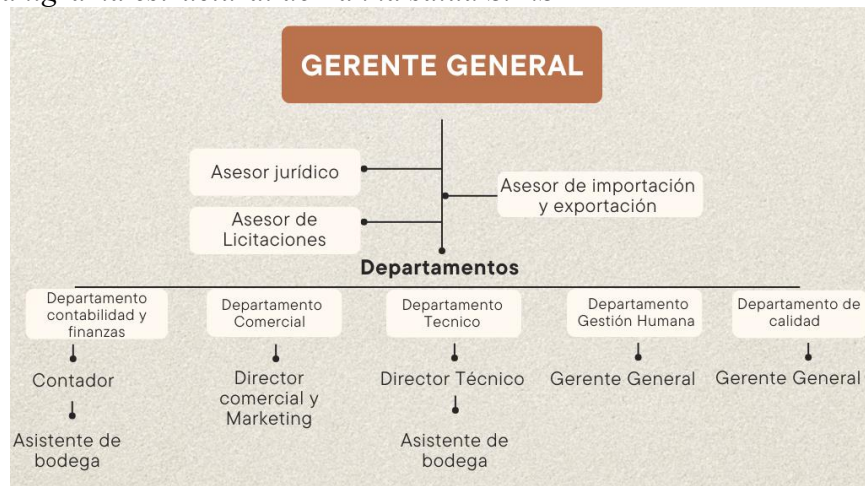 GERENTE GENERAL
Asesor jurídico
Asesor de importación
y exportación
Asesor de
Licitaciones
Departamentos
Departamento
contabilidad y
finanzas
Departamento
Comercial
Departamento
Tecnico
Departamento
Gestión Humana
Departamento de
calidad
Contador
Director
comercial y
Marketing
Director Técnico
Gerente General
Gerente General
Asistente de
bodega
Asistente de
bodega